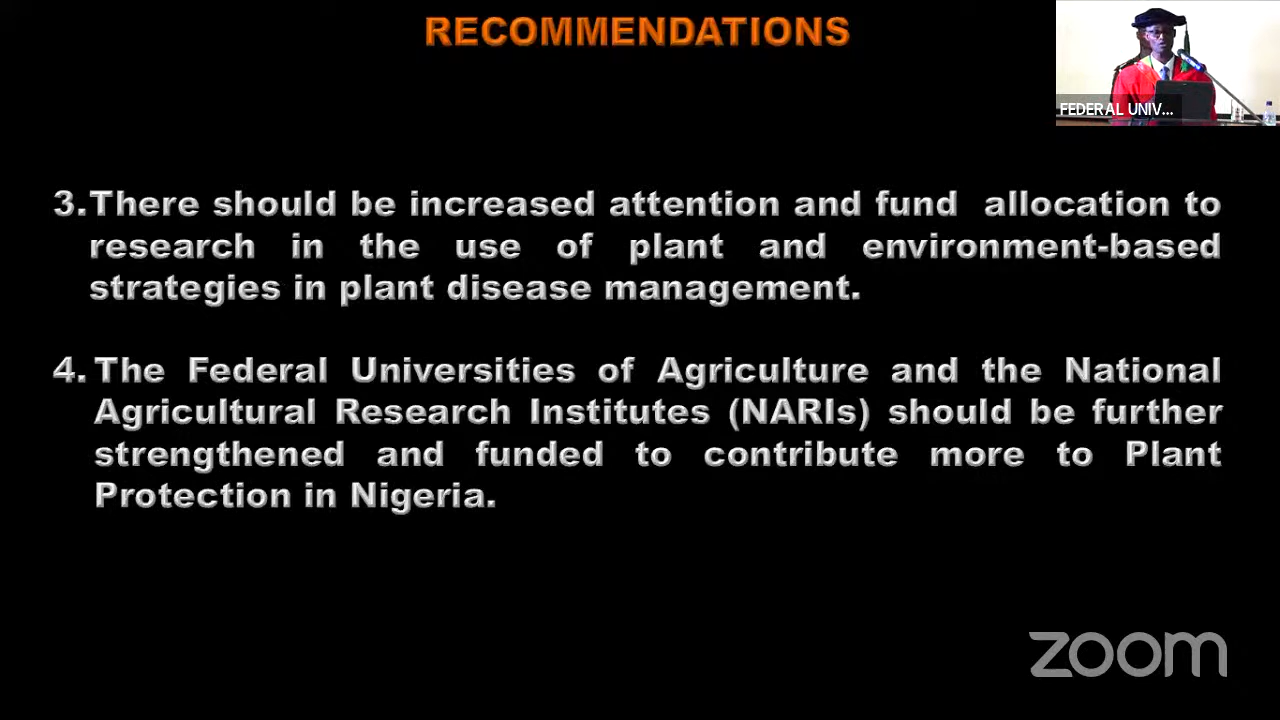 RECOMMENDATIONS
FEDERAL UNIV...
3. There should be increased attention and fund allocation to
research in the use of plant and environment-based
strategies in plant disease management.
4. The Federal Universities of Agriculture and the National
Agricultural Research Institutes (NARIs) should be further
strengthened and funded to contribute more to Plant
Protection in Nigeria.
zoom